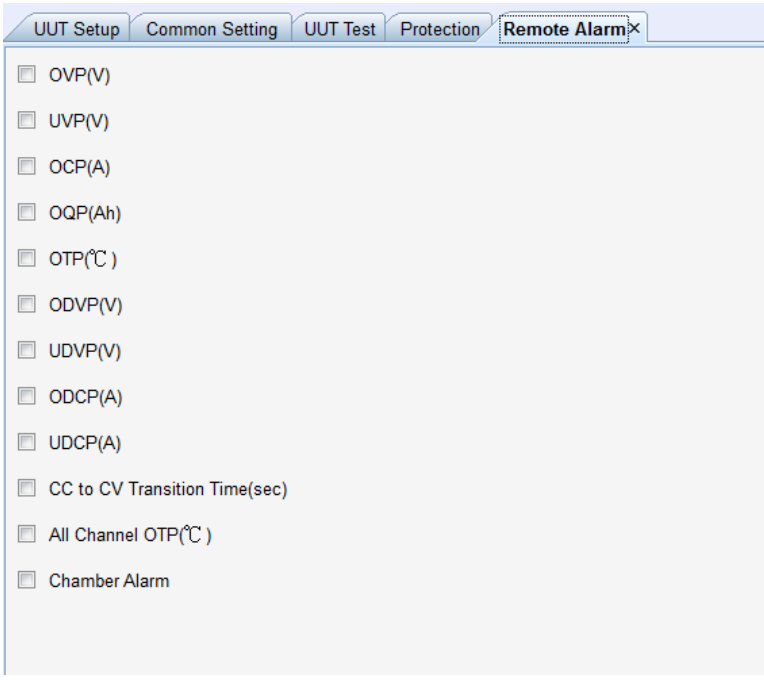 UUT Setup Common Setting UUT Test Protection Remote Alarm
OVP(V)
UVP(V)
OCP(A)
OQP(Ah)
OTP(℃ )
ODVP(V)
UDVP(V)
ODCP(A)
UDCP(A)
CC to CV Transition Time(sec)
All Channel OTP(℃ )
Chamber Alarm